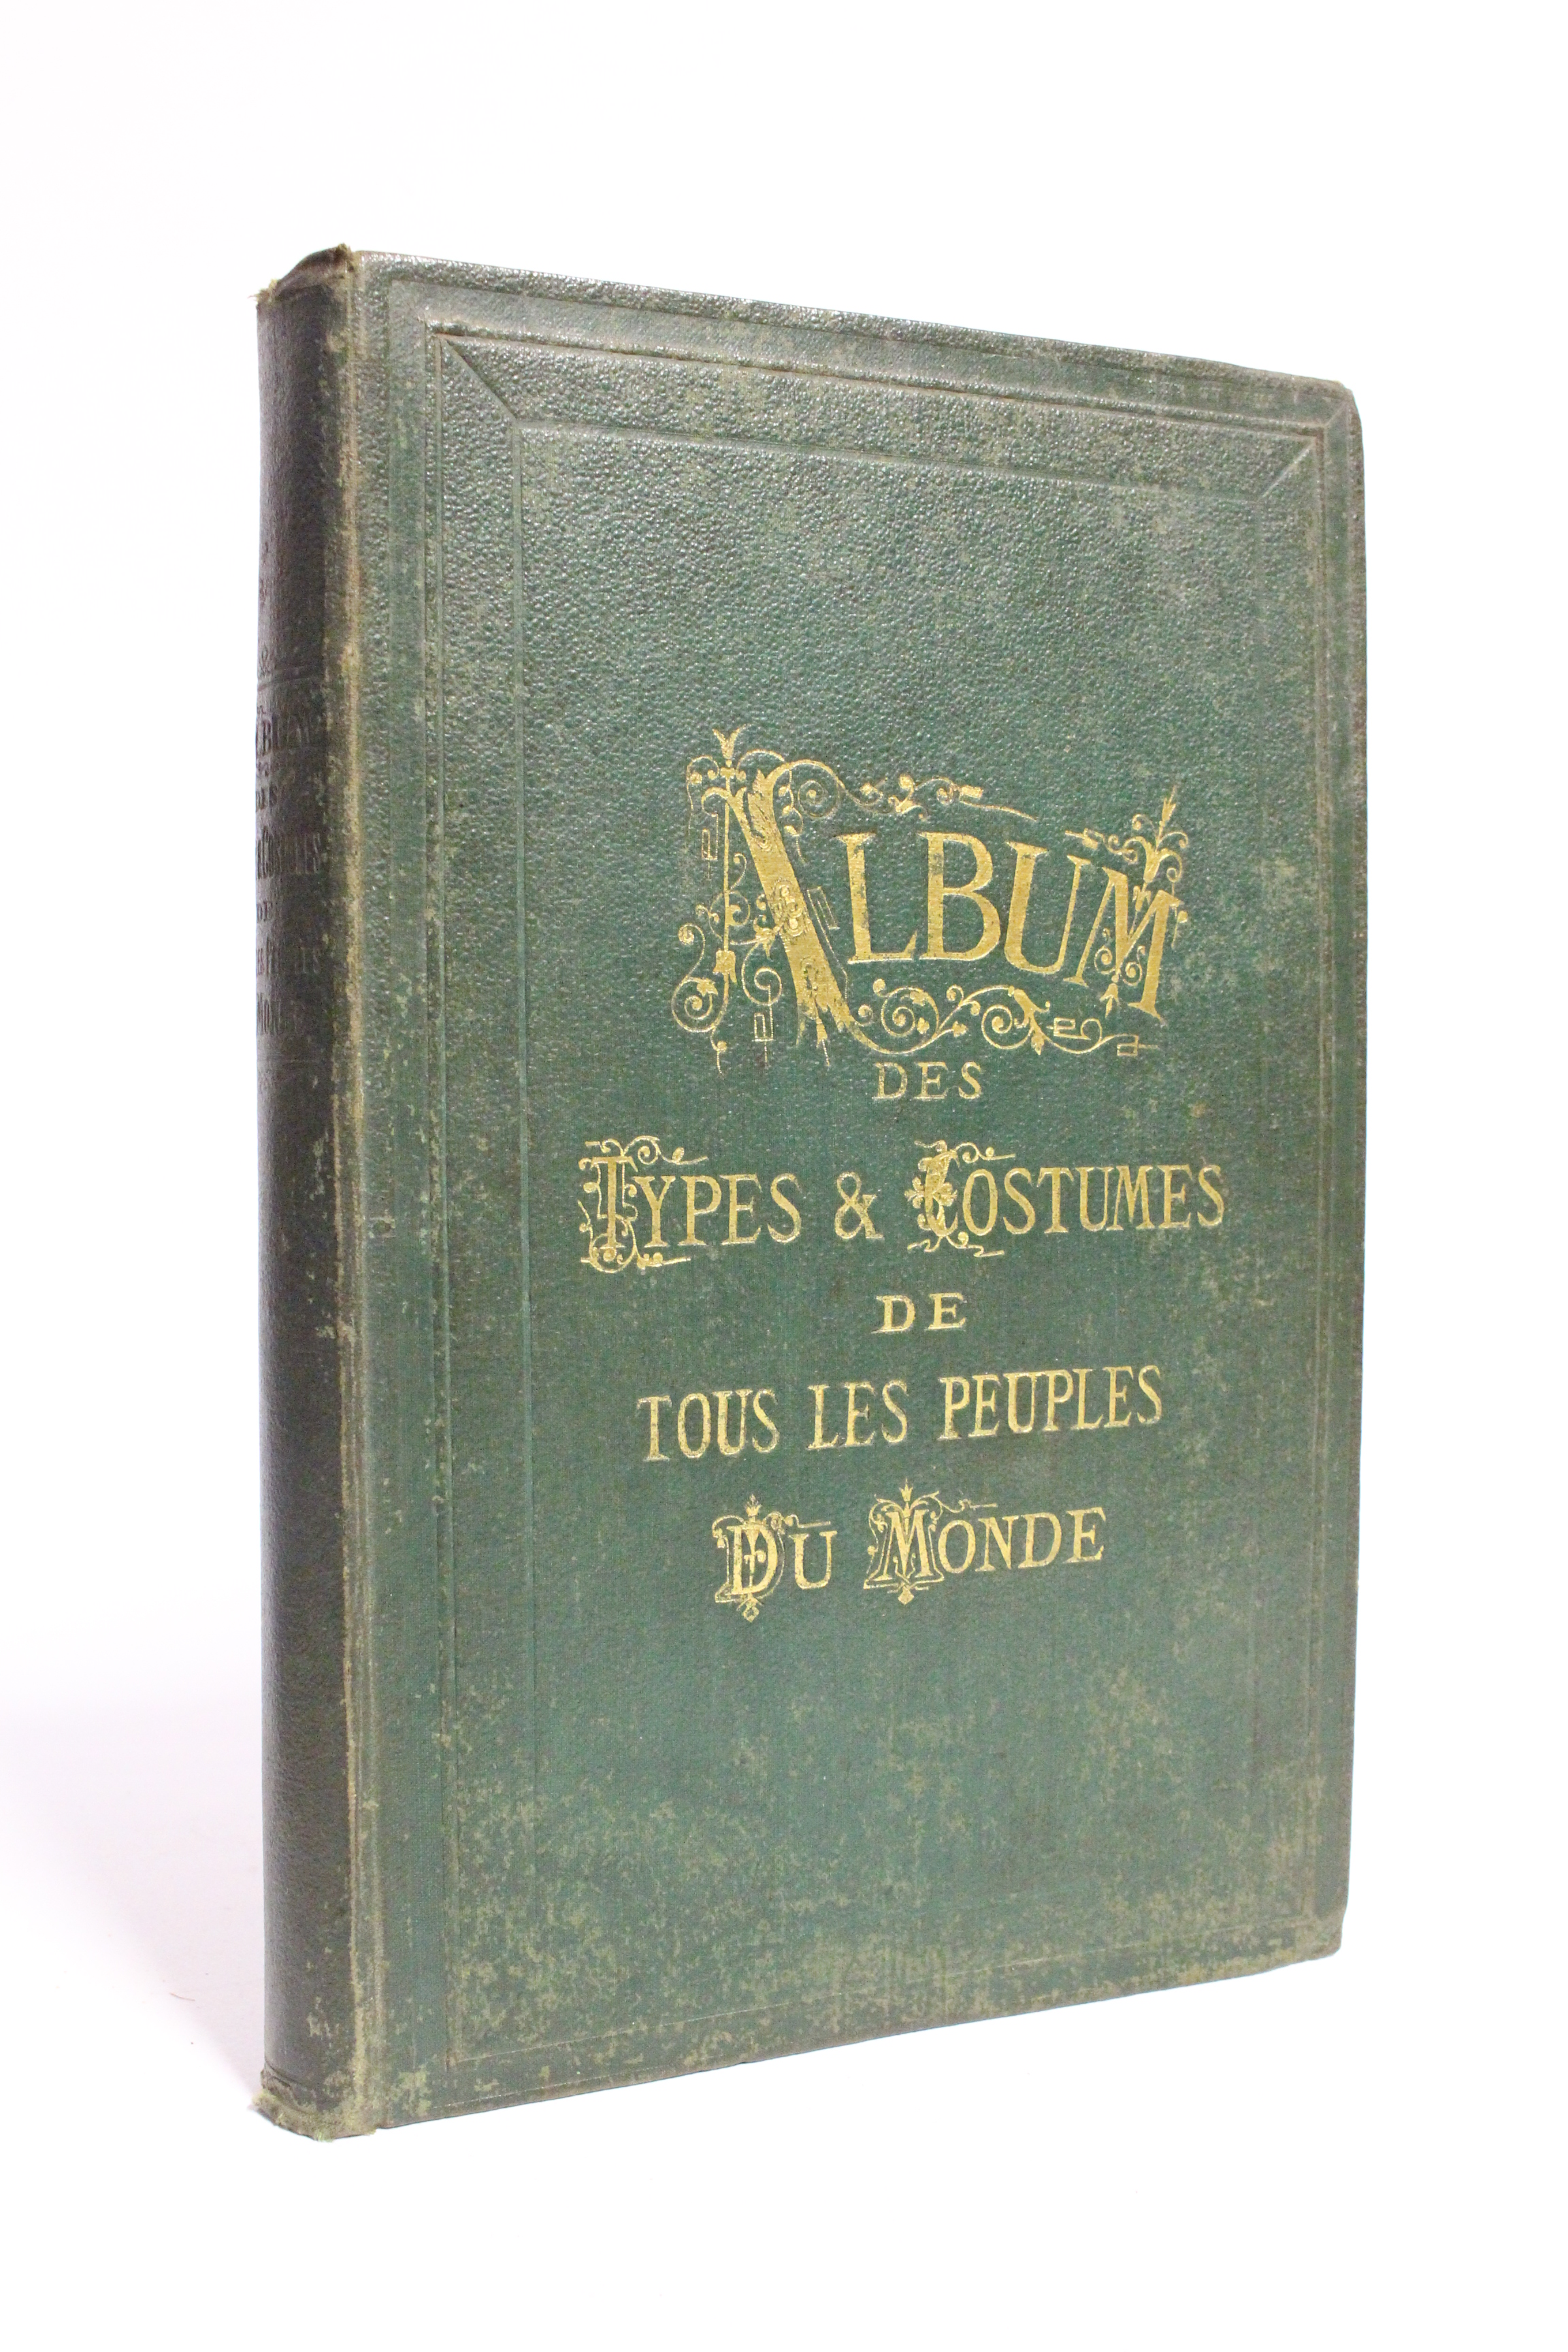 ALBUM
DES
TYPES & COSTUMES
DE
TOUS LES PEUPLES
DU MONDE